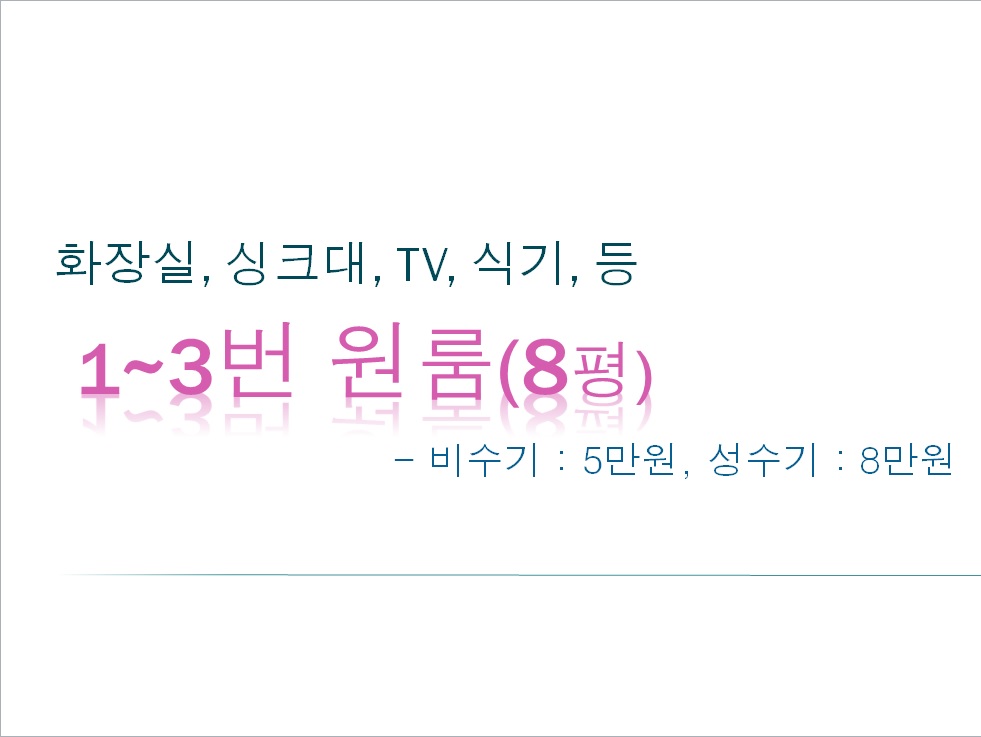 화장실, 싱크대, TV, 식기, 등
1~3번 원룸(8평)
- 비수기 : 5만원, 성수기 : 8만원